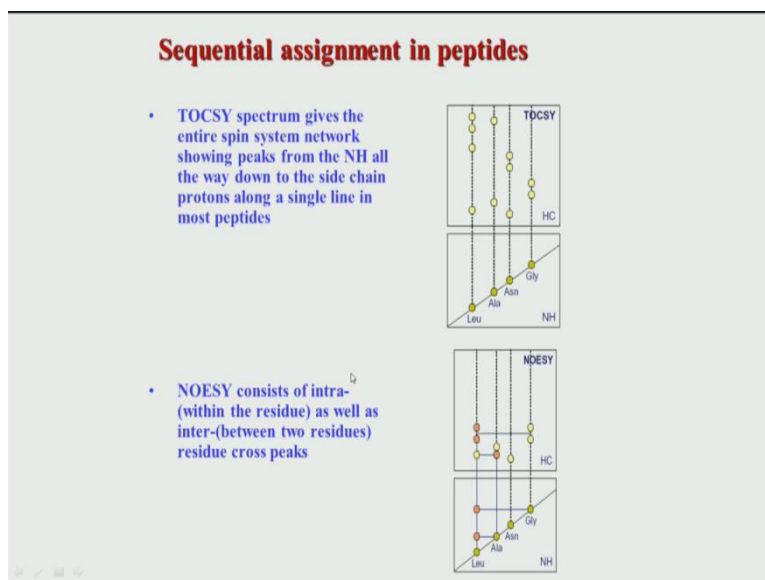 Sequential assignment in peptides
• TOCSY spectrum gives the
entire spin system network
showing peaks from the NH all
the way down to the side chain
protons along a single line in
most peptides
TOCSY
HC
Gly
Asn
Ala
Leu
NH
• NOESY consists of intra-
(within the residue) as well as
inter-(between two residues)
residue cross peaks
NOESY
HC
Gly
Asn
Ala
Leu
NH